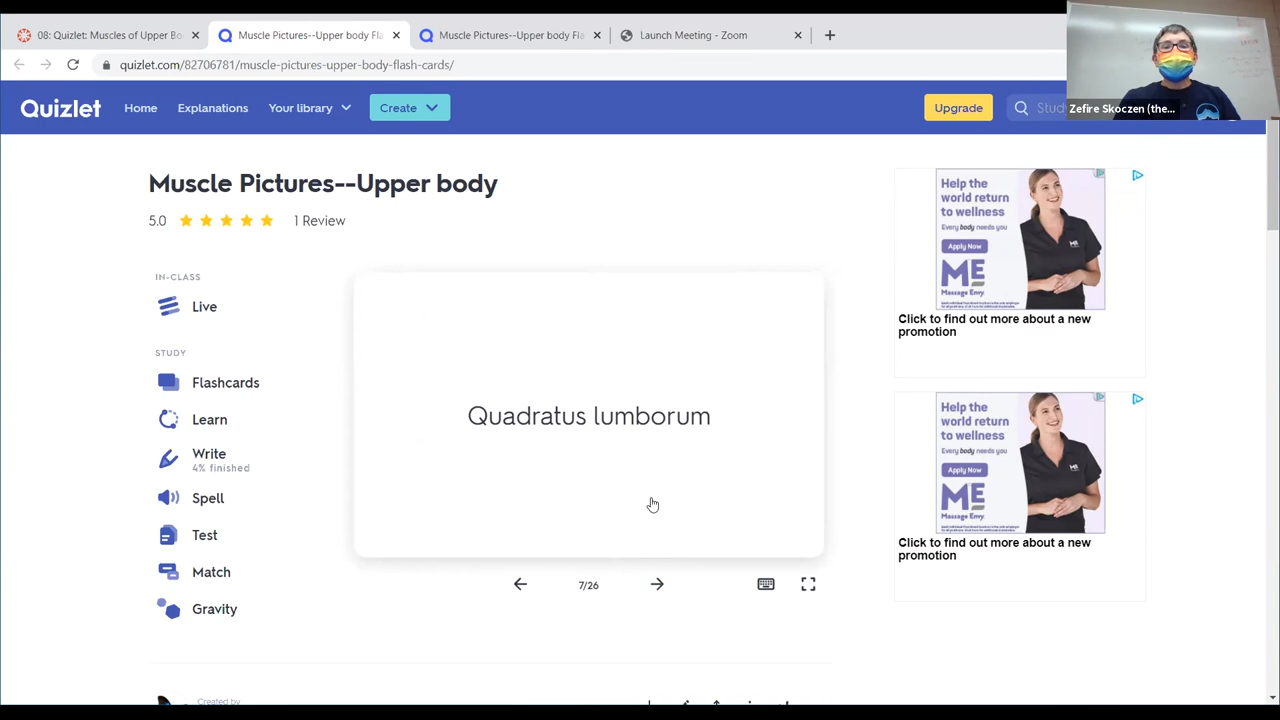 08: Quizlet: Muscles of Upper Bo
Muscle Pictures--Upper body Fla
Muscle Pictures--Upper body Fla
Launch Meeting - Zoom
quizlet.com/82706781/muscle-pictures-upper-body-flash-cards/
Zefire Skoczen (the...
Quizlet
Home
Explanations
Your library
Create
Upgrade
Stud
Muscle Pictures--Upper body
5.0
1 Review
IN-CLASS
Live
STUDY
Flashcards
Learn
Write
4% finished
Spell
Test
Match
Gravity
Quadratus lumborum
7/26
Created by
Help the
world return
to wellness
Every body needs you
Apply Now
ME
Massage Envy
Click to find out more about a new
promotion
Help the
world return
to wellness
Every body needs you
Apply Now
ME
Massage Envy
Click to find out more about a new
promotion